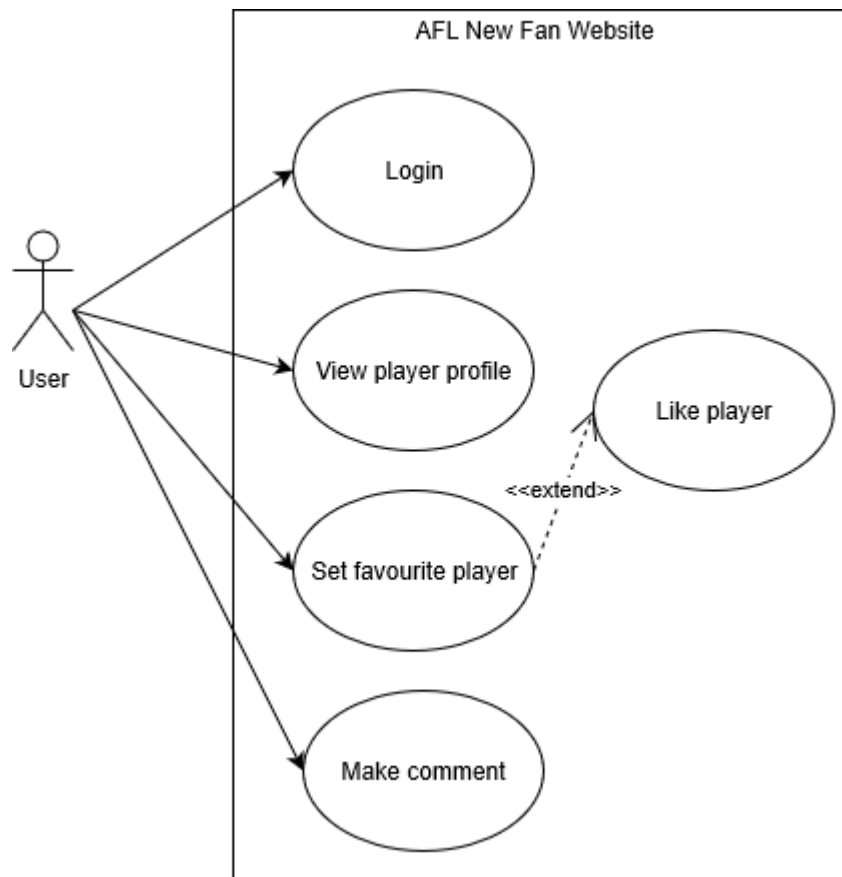 AFL New Fan Website
Login
User
View player profile
Like player
<<extend>>
Set favourite player
Make comment